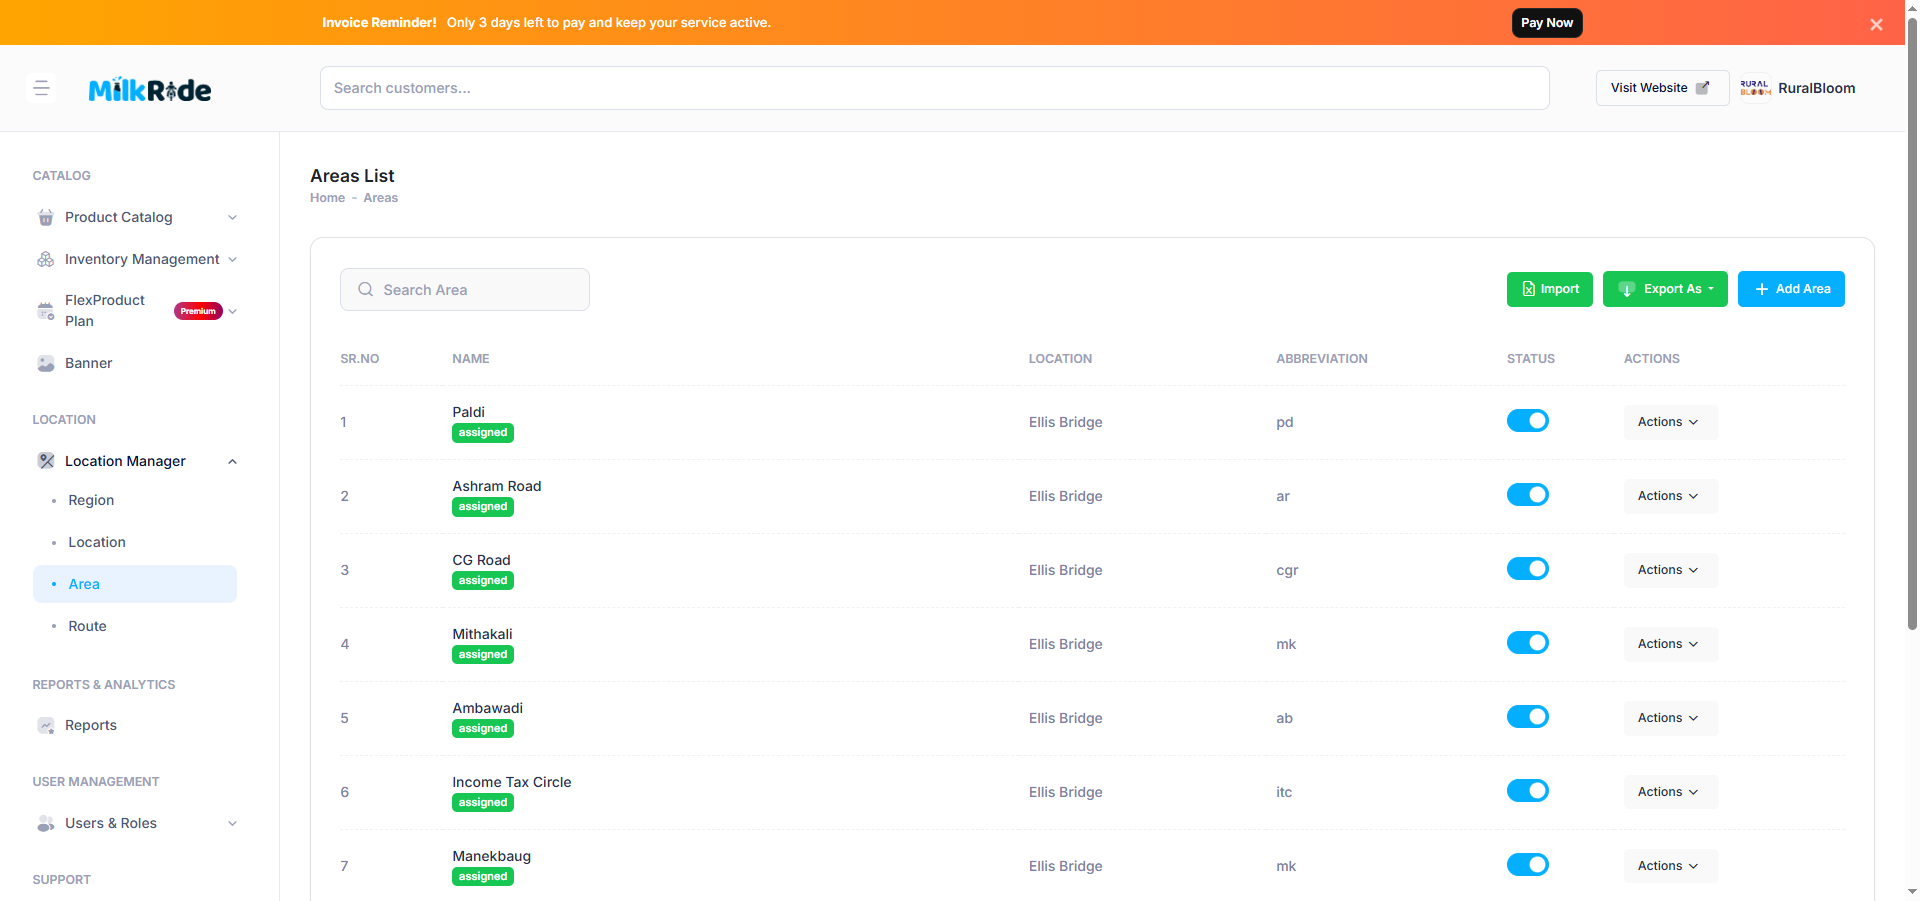 Invoice Reminder! Only 3 days left to pay and keep your service active.
Pay Now
MilkRide
Search customers...
Visit Website
RURAL
BLOOM
RuralBloom
CATALOG
Product Catalog
Inventory Management
FlexProduct
Plan
Premium
Banner
LOCATION
Location Manager
Region
Location
Area
Route
REPORTS & ANALYTICS
Reports
USER MANAGEMENT
Users & Roles
SUPPORT
Areas List
Home - Areas
Search Area
Import
Export As
Add Area
SR.NO NAME LOCATION ABBREVIATION STATUS ACTIONS
1 Paldi Ellis Bridge pd Actions
assigned
2 Ashram Road Ellis Bridge ar Actions
assigned
3 CG Road Ellis Bridge cgr Actions
assigned
4 Mithakali Ellis Bridge mk Actions
assigned
5 Ambawadi Ellis Bridge ab Actions
assigned
6 Income Tax Circle Ellis Bridge itc Actions
assigned
7 Manekbaug Ellis Bridge mk Actions
assigned